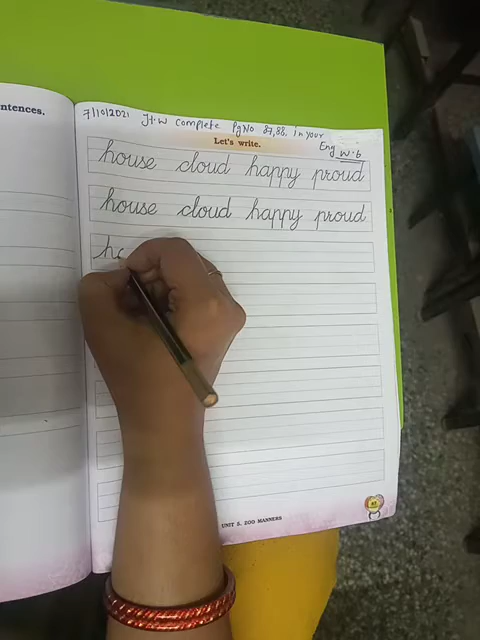 ntences.
7/10/2021 H.W Complete Pg No 87,88. in your
Eng W.b
Let's write.
house cloud happy proud
house cloud happy proud
ho
UNIT 5. ZOO MANNERS